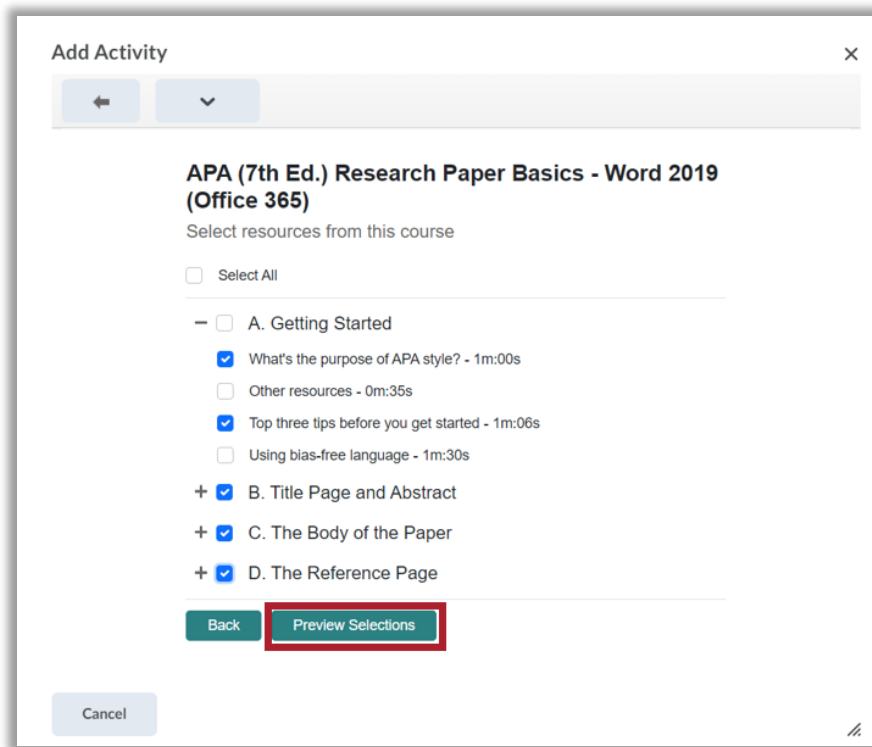 Add Activity
APA (7th Ed.) Research Paper Basics - Word 2019
(Office 365)
Select resources from this course
Select All
A. Getting Started
What's the purpose of APA style? - 1m:00s
Other resources - 0m:35s
Top three tips before you get started - 1m:06s
Using bias-free language - 1m:30s
B. Title Page and Abstract
C. The Body of the Paper
D. The Reference Page
Back Preview Selections
Cancel